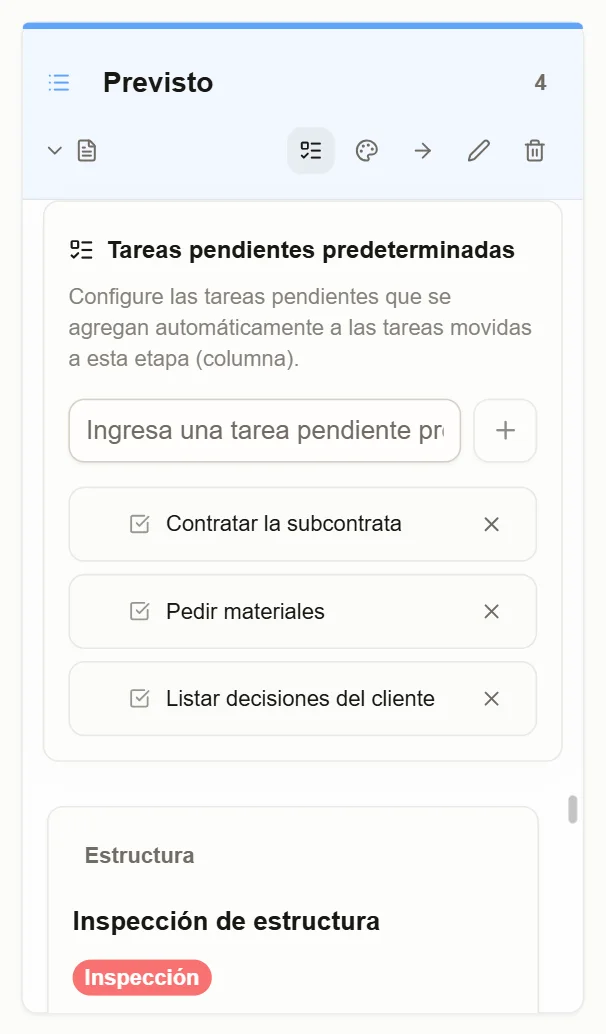 Previsto
4
Tareas pendientes predeterminadas
Configure las tareas pendientes que se
agregan automáticamente a las tareas movidas
a esta etapa (columna).
Ingresa una tarea pendiente pr
Contratar la subcontrata
Pedir materiales
Listar decisiones del cliente
Estructura
Inspección de estructura
Inspección